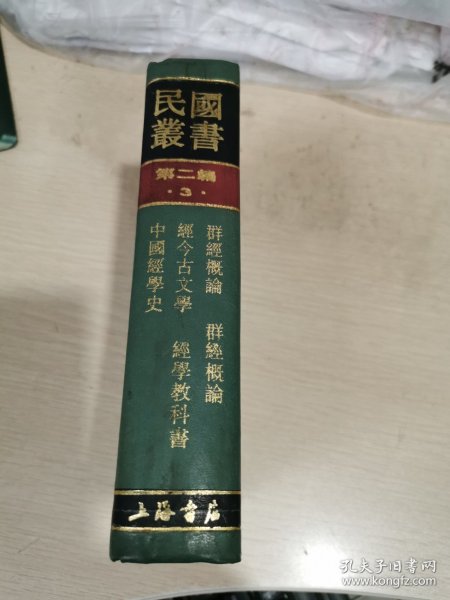 民國
叢書
第二編
·3·
群經概論 群經概論
經今古文學 經學教科書
中國經學史
上海書店
孔夫子旧书网
www.kongfz.com